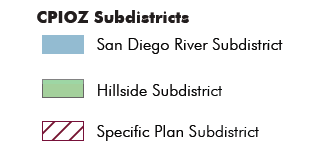 CPIOZ Subdistricts
San Diego River Subdistrict
Hillside Subdistrict
Specific Plan Subdistrict